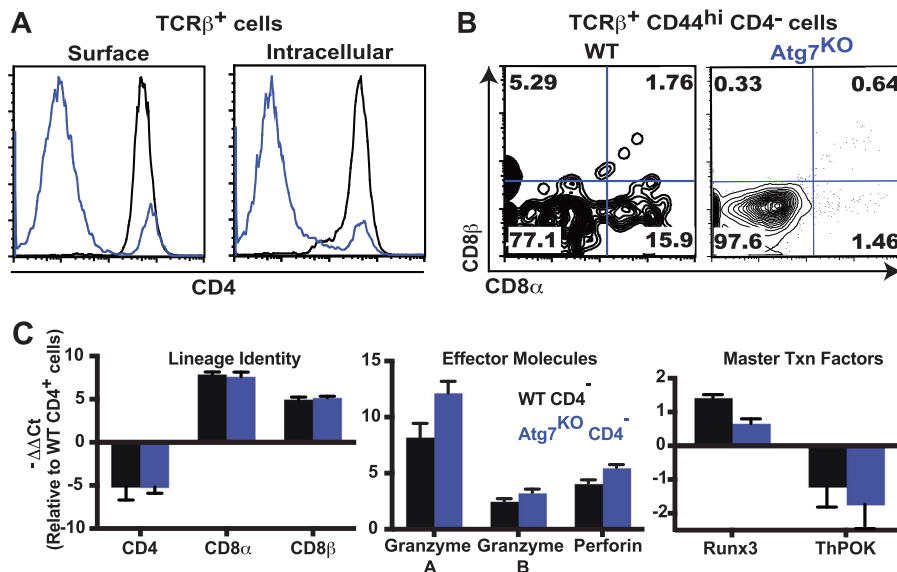 A
TCRβ⁺ cells
Surface
Intracellular
CD4
B
TCRβ⁺ CD44ʰⁱ CD4- cells
WT
Atg7ᴷᴼ
5.29
1.76
77.1
15.9
0.33
0.64
97.6
1.46
CD8β
CD8α
C
-ΔΔCt
(Relative to WT CD4⁺ cells)
Lineage Identity
10
5
0
-5
-10
CD4
CD8α
CD8β
Effector Molecules
15
10
5
0
WT CD4⁻
Atg7ᴷᴼ CD4⁻
Granzyme A
Granzyme B
Perforin
Master Txn Factors
2
1
0
-1
-2
Runx3
ThPOK